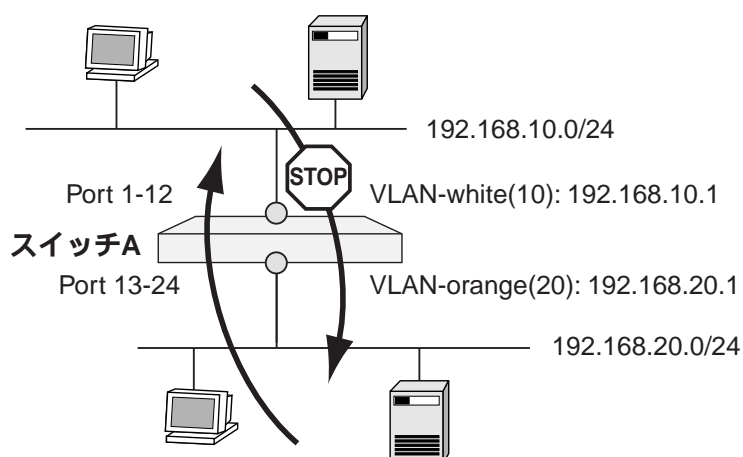 192.168.10.0/24
STOP
Port 1-12
VLAN-white(10): 192.168.10.1
スイッチA
Port 13-24
VLAN-orange(20): 192.168.20.1
192.168.20.0/24